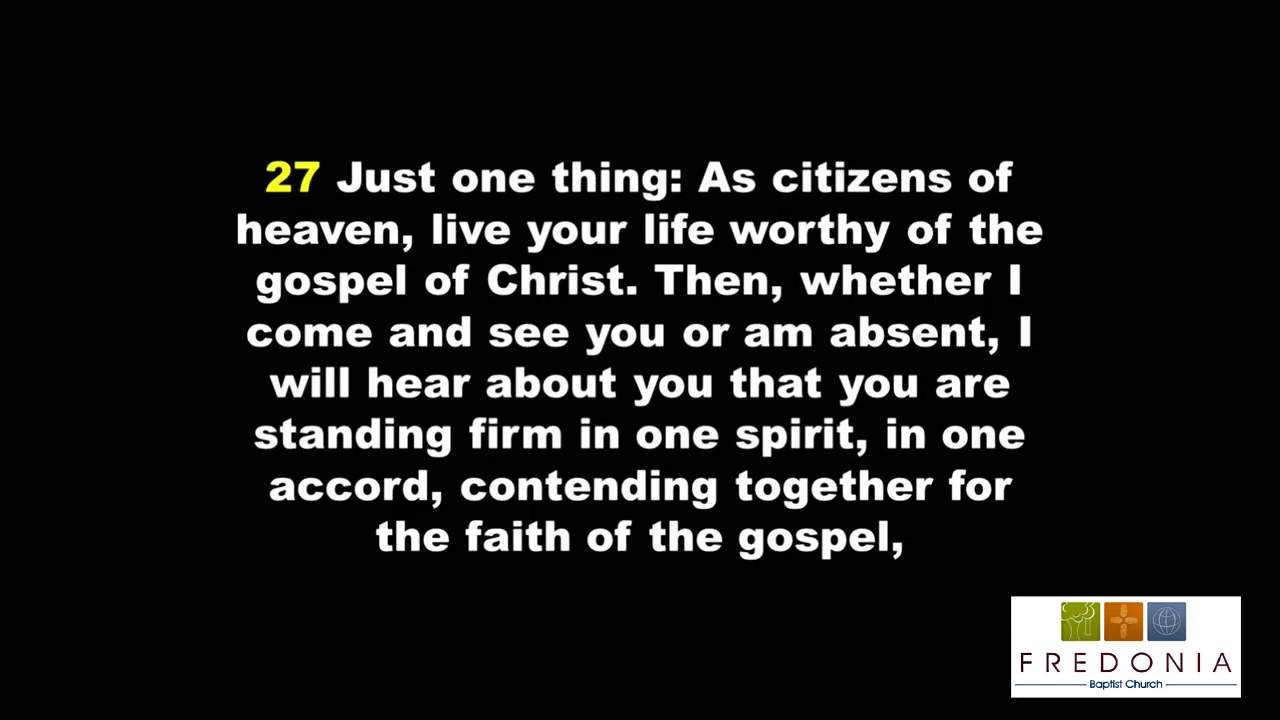 27 Just one thing: As citizens of
heaven, live your life worthy of the
gospel of Christ. Then, whether I
come and see you or am absent, I
will hear about you that you are
standing firm in one spirit, in one
accord, contending together for
the faith of the gospel,
FREDONIA
Baptist Church